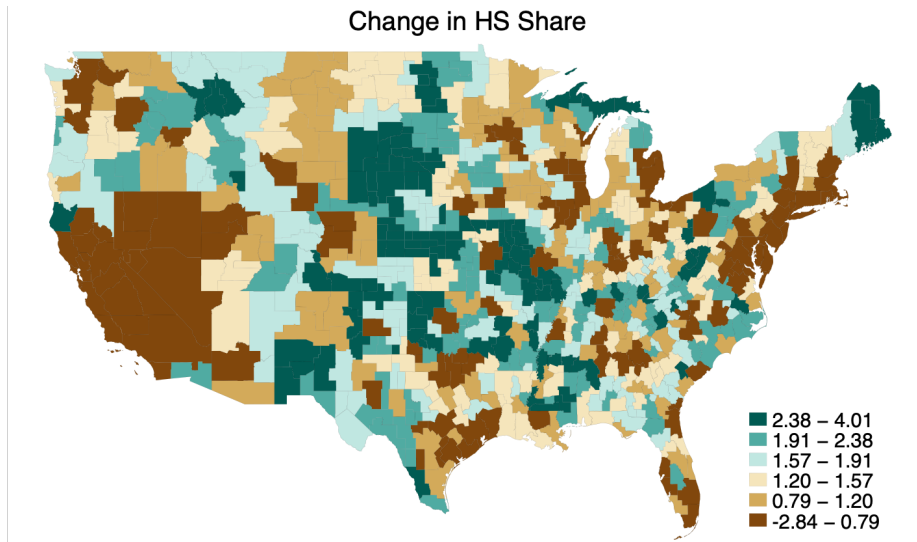 Change in HS Share
2.38 – 4.01
1.91 – 2.38
1.57 – 1.91
1.20 – 1.57
0.79 – 1.20
-2.84 – 0.79